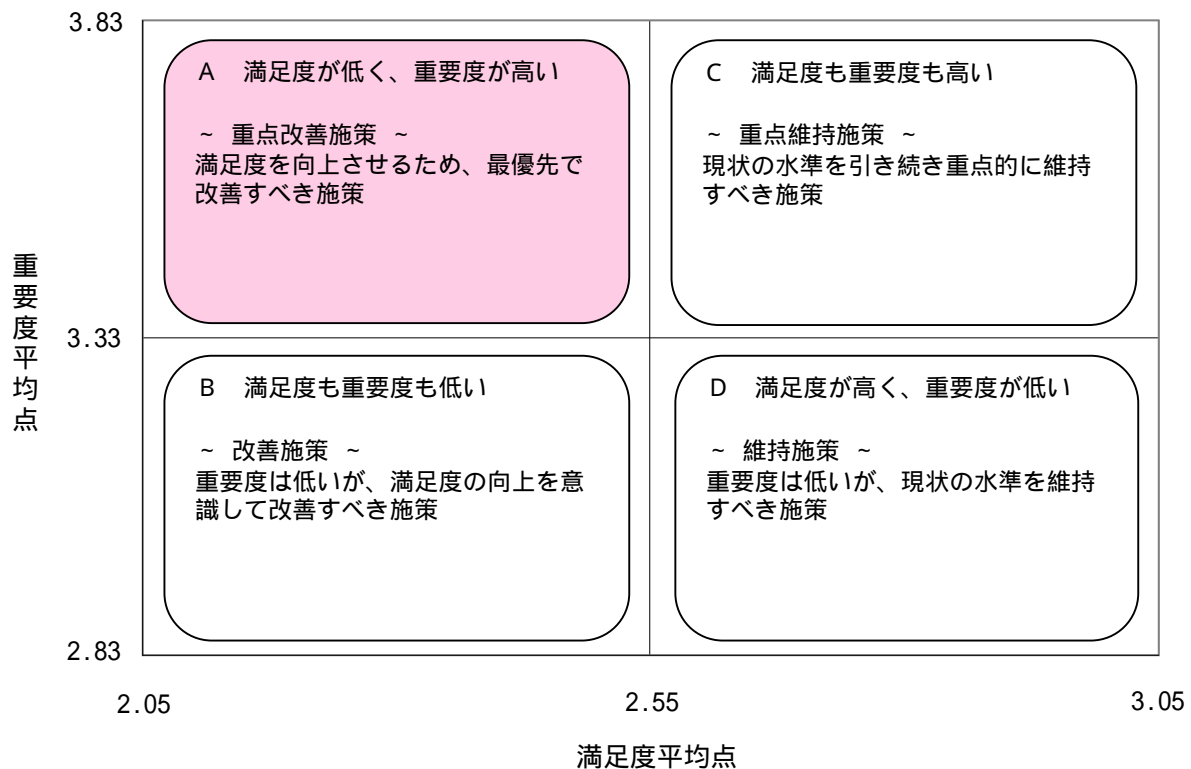 3.83
A 満足度が低く、重要度が高い
~ 重点改善施策 ~
満足度を向上させるため、最優先で
改善すべき施策
C 満足度も重要度も高い
~ 重点維持施策 ~
現状の水準を引き続き重点的に維持
すべき施策
重要度平均点
3.33
B 満足度も重要度も低い
~ 改善施策 ~
重要度は低いが、満足度の向上を意
識して改善すべき施策
D 満足度が高く、重要度が低い
~ 維持施策 ~
重要度は低いが、現状の水準を維持
すべき施策
2.83
2.05
2.55
3.05
満足度平均点